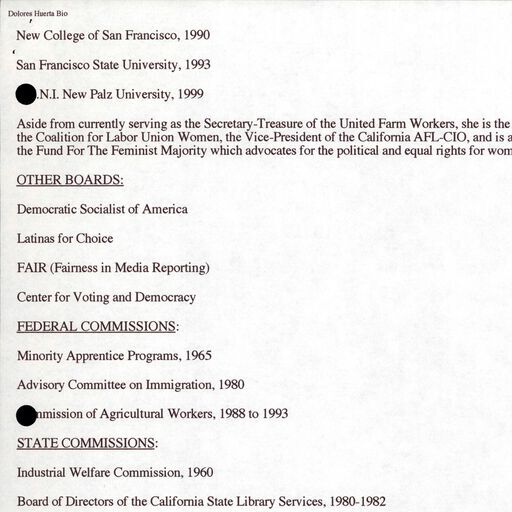 Dolores Huerta Bio
New College of San Francisco, 1990
San Francisco State University, 1993
.N.I. New Palz University, 1999
Aside from currently serving as the Secretary-Treasure of the United Farm Workers, she is the
the Coalition for Labor Union Women, the Vice-President of the California AFL-CIO, and is a
the Fund For The Feminist Majority which advocates for the political and equal rights for wom
OTHER BOARDS:
Democratic Socialist of America
Latinas for Choice
FAIR (Fairness in Media Reporting)
Center for Voting and Democracy
FEDERAL COMMISSIONS:
Minority Apprentice Programs, 1965
Advisory Committee on Immigration, 1980
mmission of Agricultural Workers, 1988 to 1993
STATE COMMISSIONS:
Industrial Welfare Commission, 1960
Board of Directors of the California State Library Services, 1980-1982